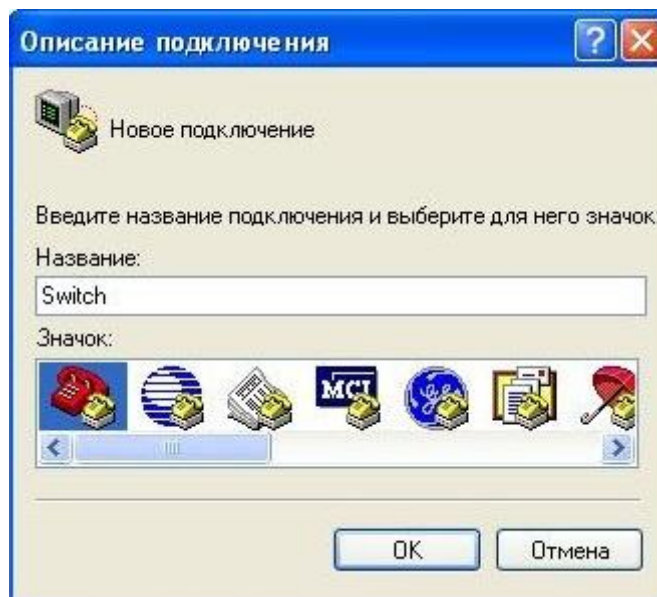 Описание подключения
Новое подключение
Введите название подключения и выберите для него значок
Название:
Switch
Значок:
MCI
OK
Отмена